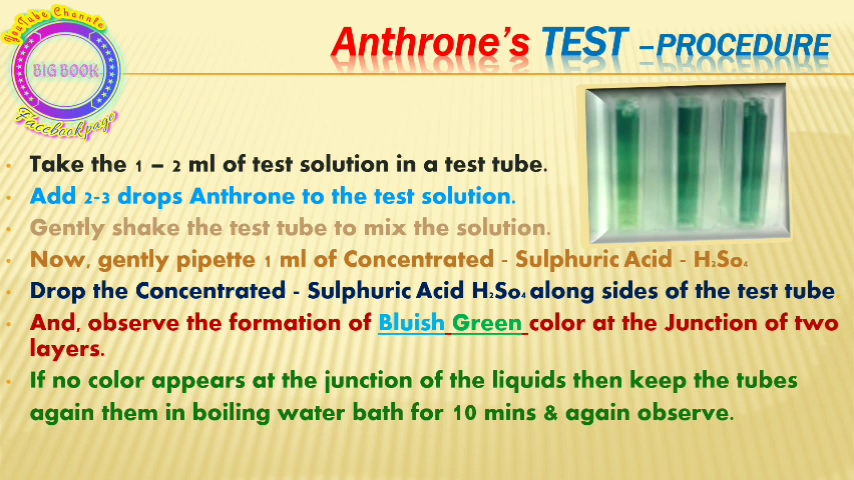 YouTube Channle
BIG BOOK
Facebook page
Anthrone's TEST –PROCEDURE
• Take the 1 – 2 ml of test solution in a test tube.
• Add 2-3 drops Anthrone to the test solution.
• Gently shake the test tube to mix the solution.
• Now, gently pipette 1 ml of Concentrated - Sulphuric Acid - H₂So₄
• Drop the Concentrated - Sulphuric Acid H₂So₄ along sides of the test tube
• And, observe the formation of Bluish Green color at the Junction of two
layers.
• If no color appears at the junction of the liquids then keep the tubes
again them in boiling water bath for 10 mins & again observe.